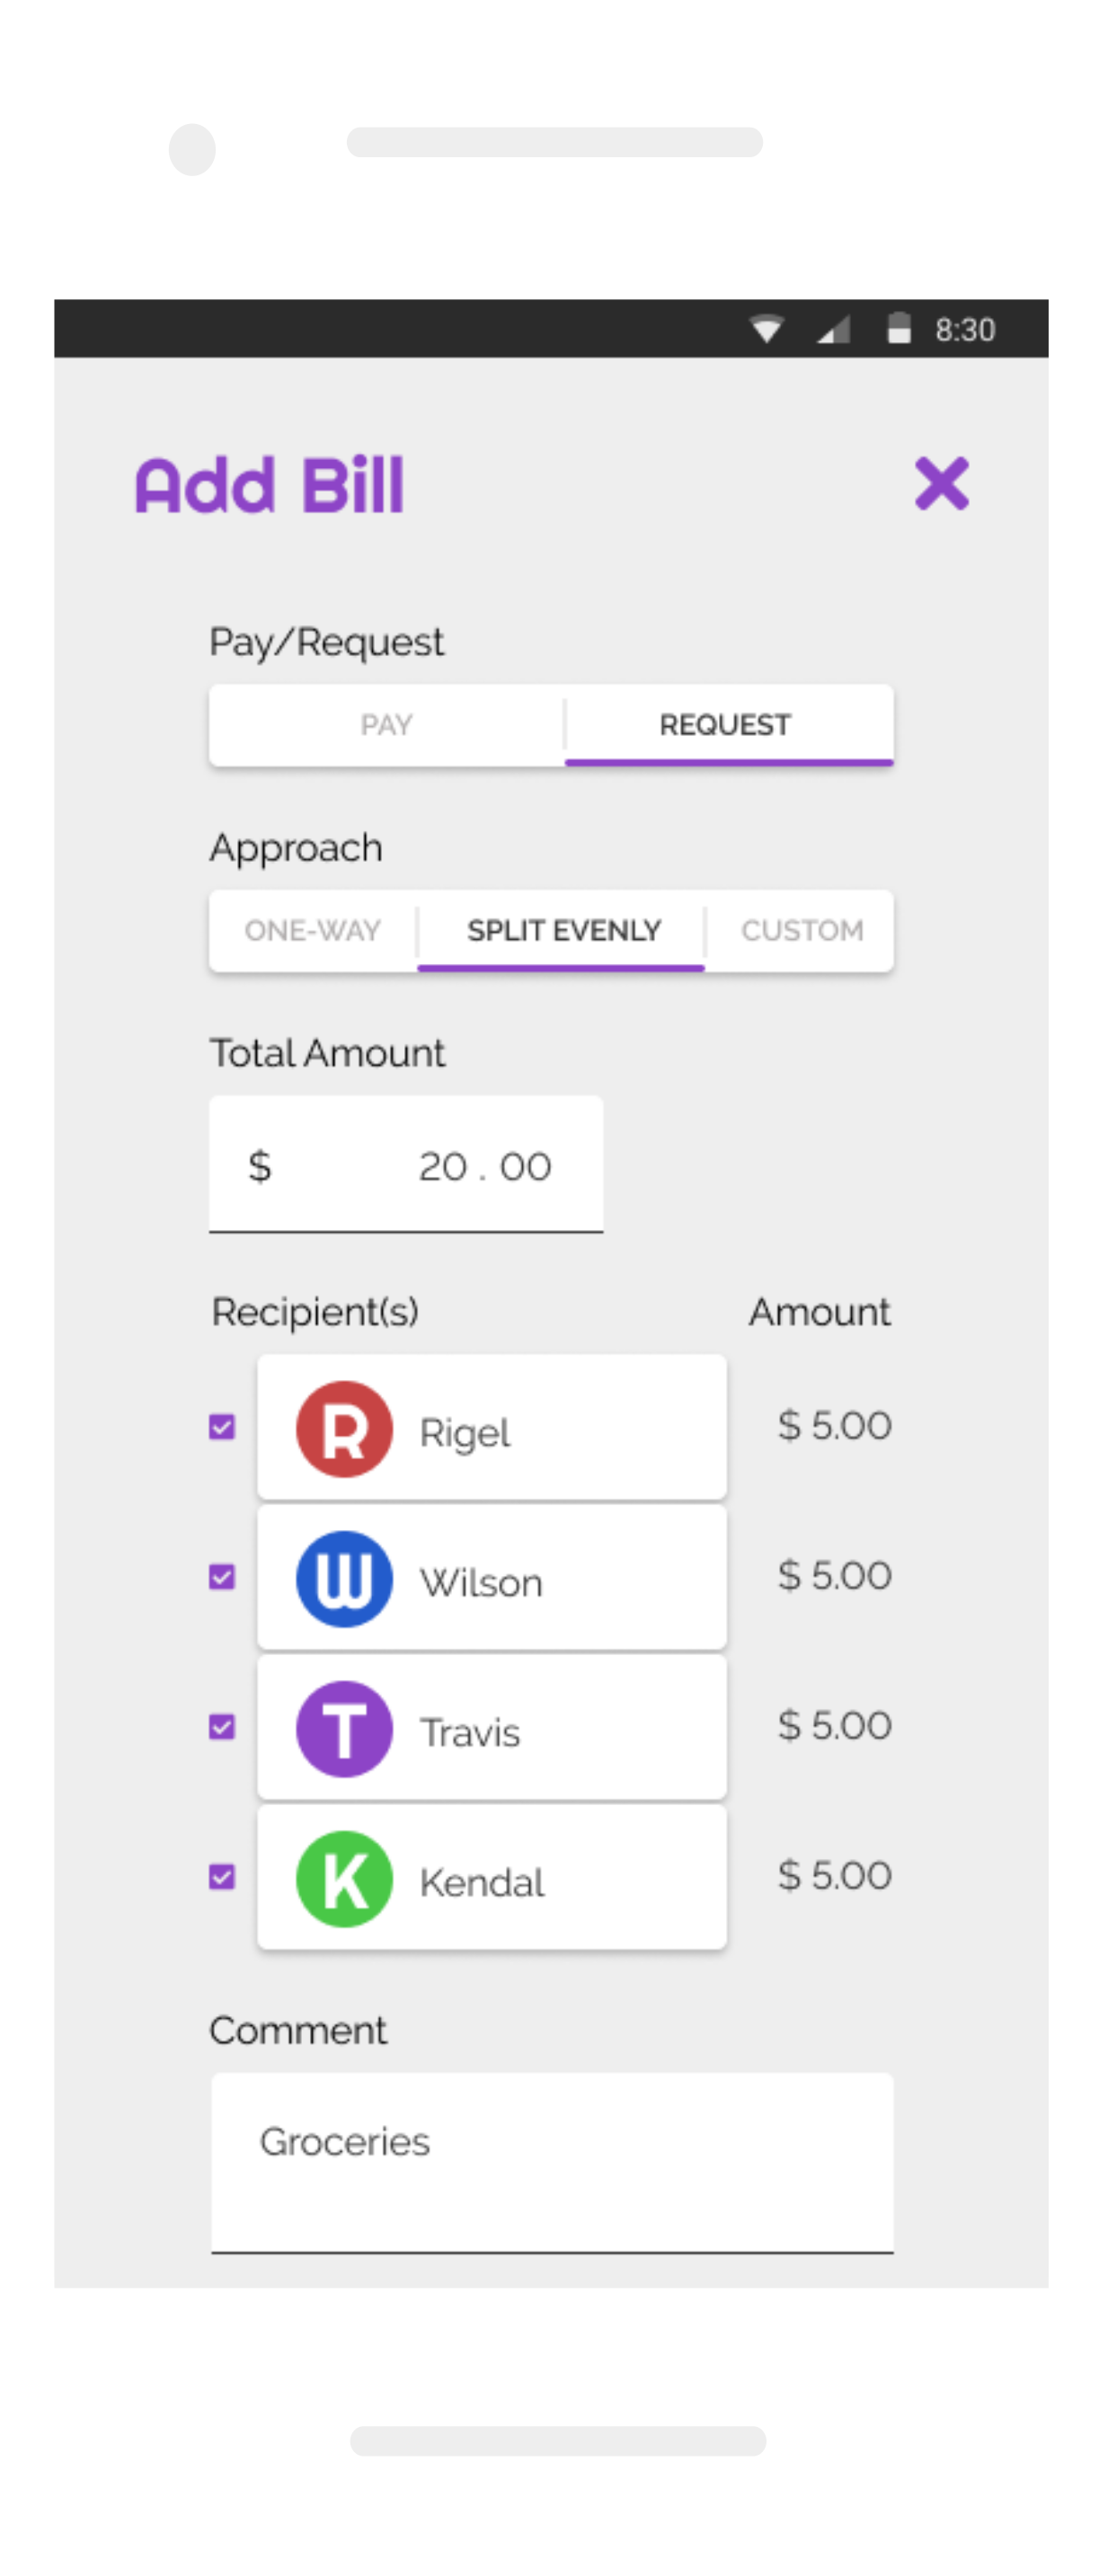 8:30
Add Bill
Pay/Request
PAY REQUEST
Approach
ONE-WAY SPLIT EVENLY CUSTOM
Total Amount
$ 20 . 00
Recipient(s) Amount
R Rigel $ 5.00
W Wilson $ 5.00
T Travis $ 5.00
K Kendal $ 5.00
Comment
Groceries